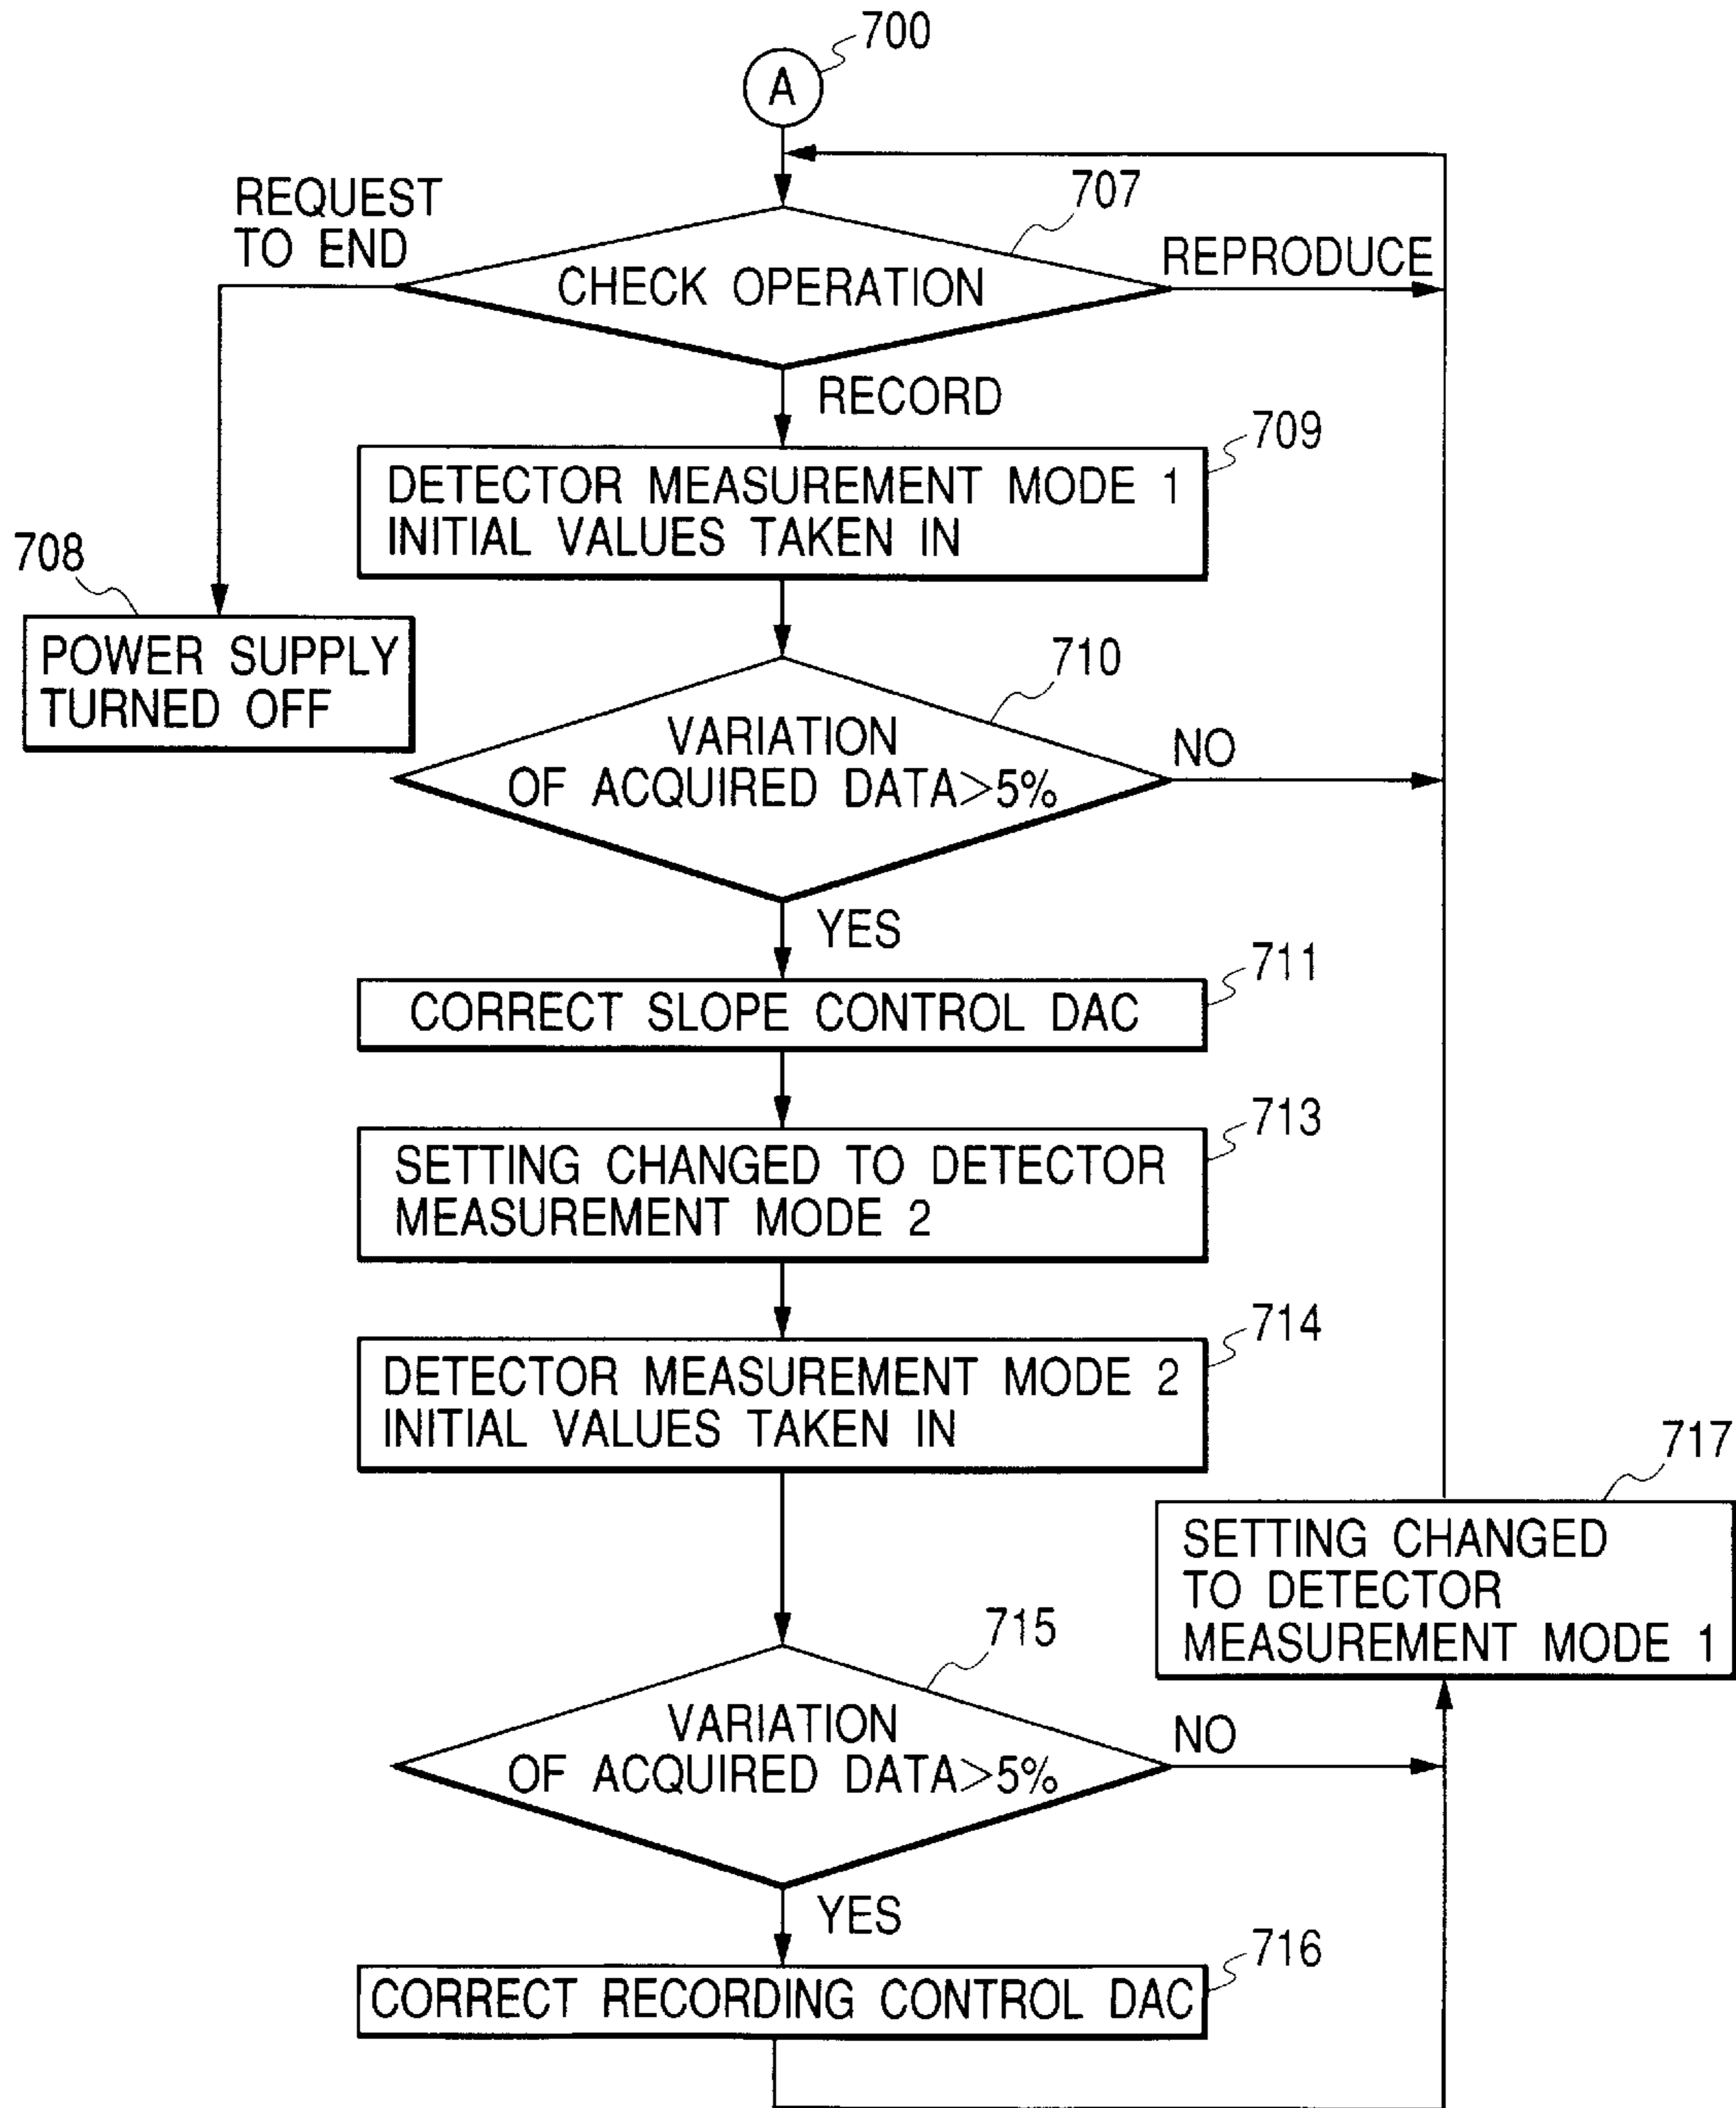 700
A
707
REQUEST
TO END
CHECK OPERATION
REPRODUCE
RECORD
709
DETECTOR MEASUREMENT MODE 1
INITIAL VALUES TAKEN IN
708
POWER SUPPLY
TURNED OFF
710
VARIATION
OF ACQUIRED DATA>5%
NO
YES
711
CORRECT SLOPE CONTROL DAC
713
SETTING CHANGED TO DETECTOR
MEASUREMENT MODE 2
714
DETECTOR MEASUREMENT MODE 2
INITIAL VALUES TAKEN IN
717
SETTING CHANGED
TO DETECTOR
MEASUREMENT MODE 1
715
VARIATION
OF ACQUIRED DATA>5%
NO
YES
716
CORRECT RECORDING CONTROL DAC